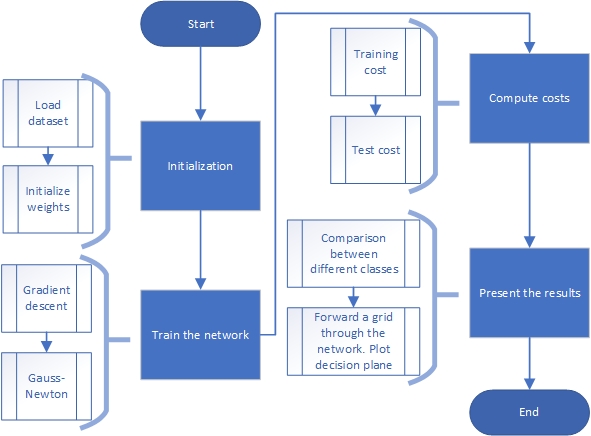 Start
Load
dataset
Initialize
weights
Initialization
Gradient
descent
Gauss-
Newton
Train the network
Training
cost
Test cost
Compute costs
Comparison
between
different classes
Forward a grid
through the
network. Plot
decision plane
Present the results
End